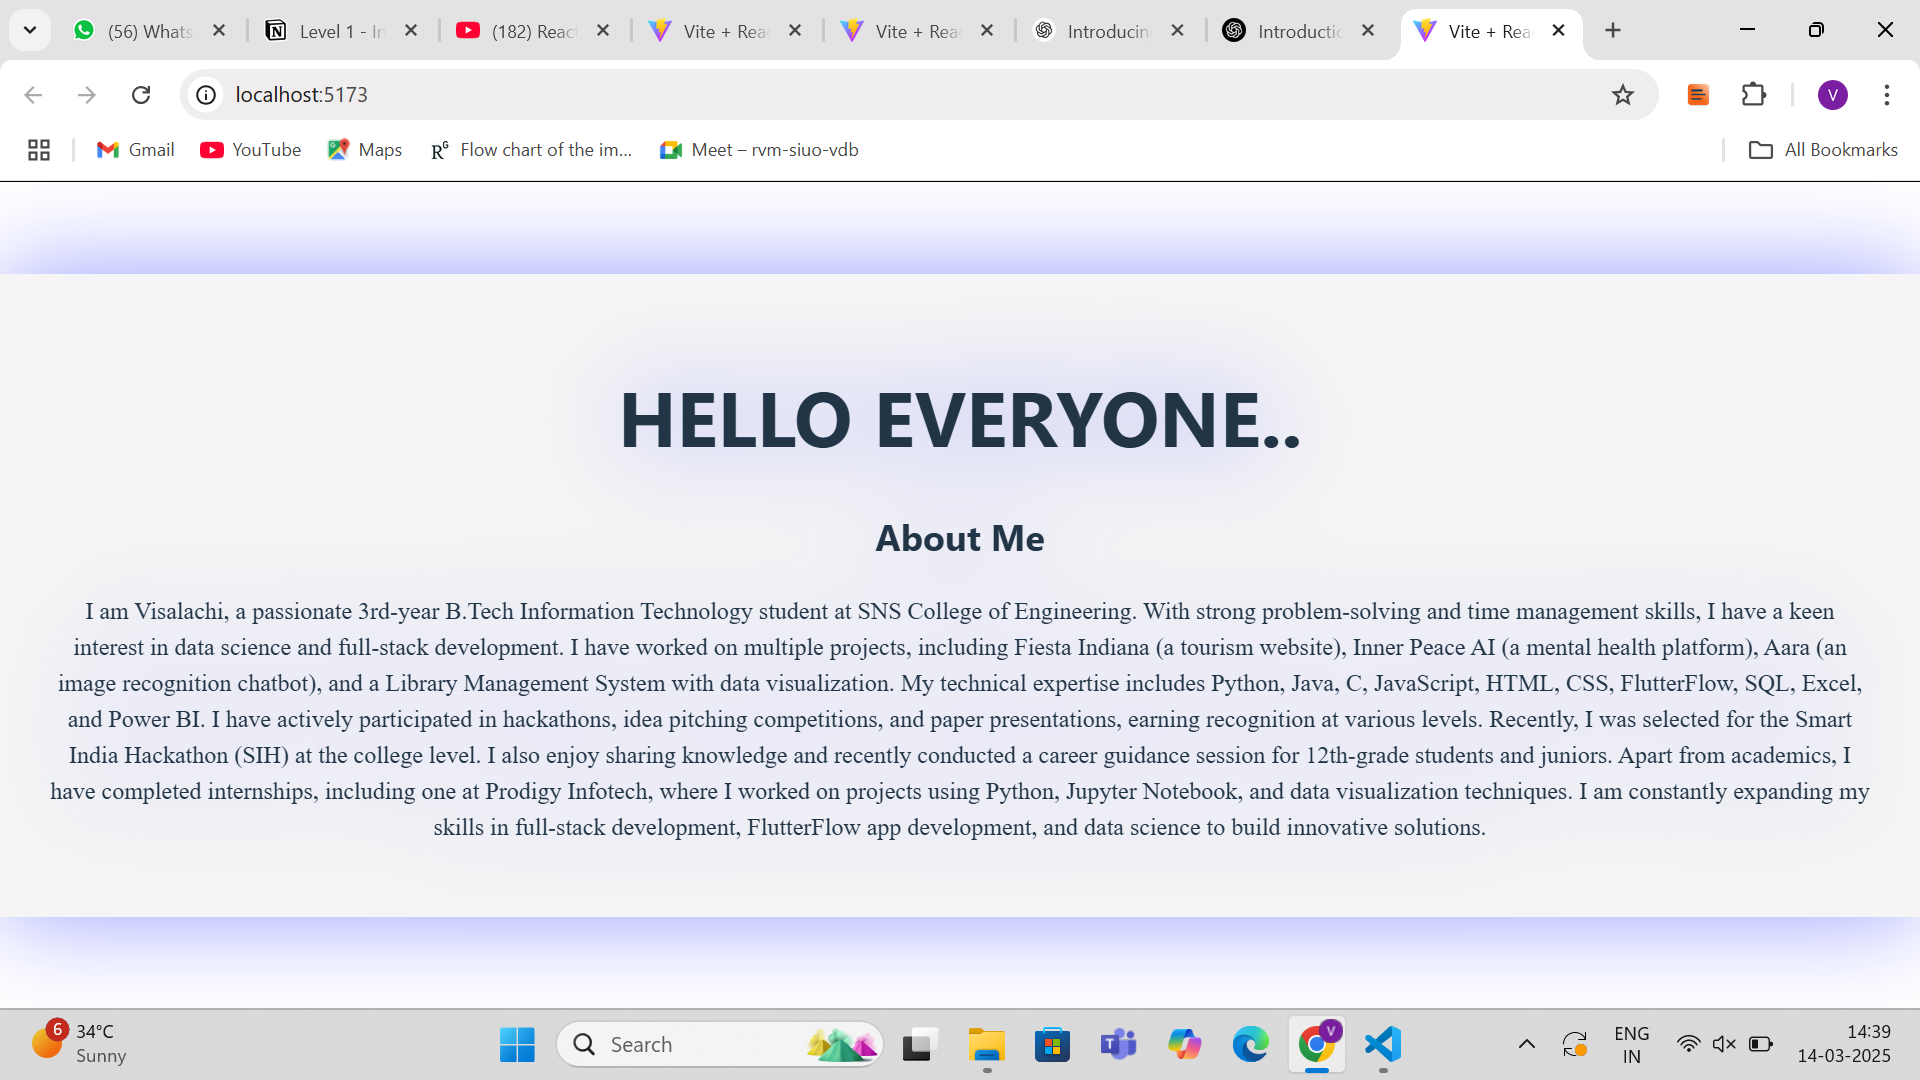 (56) Whats
Level 1 - In
(182) React
Vite + Rea
Vite + Rea
Introducin
Introductio
Vite + Rea
localhost:5173
V
Gmail
YouTube
Maps
RG
Flow chart of the im...
Meet – rvm-siuo-vdb
All Bookmarks
HELLO EVERYONE..
About Me
I am Visalachi, a passionate 3rd-year B.Tech Information Technology student at SNS College of Engineering. With strong problem-solving and time management skills, I have a keen
interest in data science and full-stack development. I have worked on multiple projects, including Fiesta Indiana (a tourism website), Inner Peace AI (a mental health platform), Aara (an
image recognition chatbot), and a Library Management System with data visualization. My technical expertise includes Python, Java, C, JavaScript, HTML, CSS, FlutterFlow, SQL, Excel,
and Power BI. I have actively participated in hackathons, idea pitching competitions, and paper presentations, earning recognition at various levels. Recently, I was selected for the Smart
India Hackathon (SIH) at the college level. I also enjoy sharing knowledge and recently conducted a career guidance session for 12th-grade students and juniors. Apart from academics, I
have completed internships, including one at Prodigy Infotech, where I worked on projects using Python, Jupyter Notebook, and data visualization techniques. I am constantly expanding my
skills in full-stack development, FlutterFlow app development, and data science to build innovative solutions.
6
34°C
Sunny
Search
T
V
ENG
IN
14:39
14-03-2025